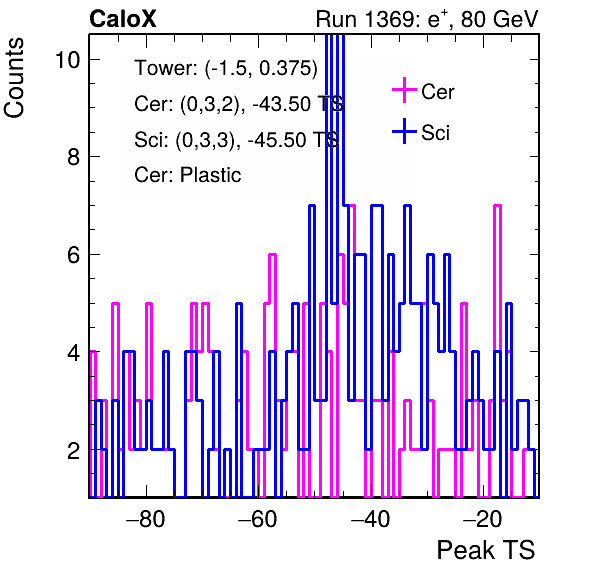 CaloX Run 1369: e⁺, 80 GeV
Counts
10
8
6
4
2
Tower: (-1.5, 0.375)
Cer: (0,3,2), -43.50 TS
Sci: (0,3,3), -45.50 TS
Cer: Plastic
Cer
Sci
−80 −60 −40 −20
Peak TS